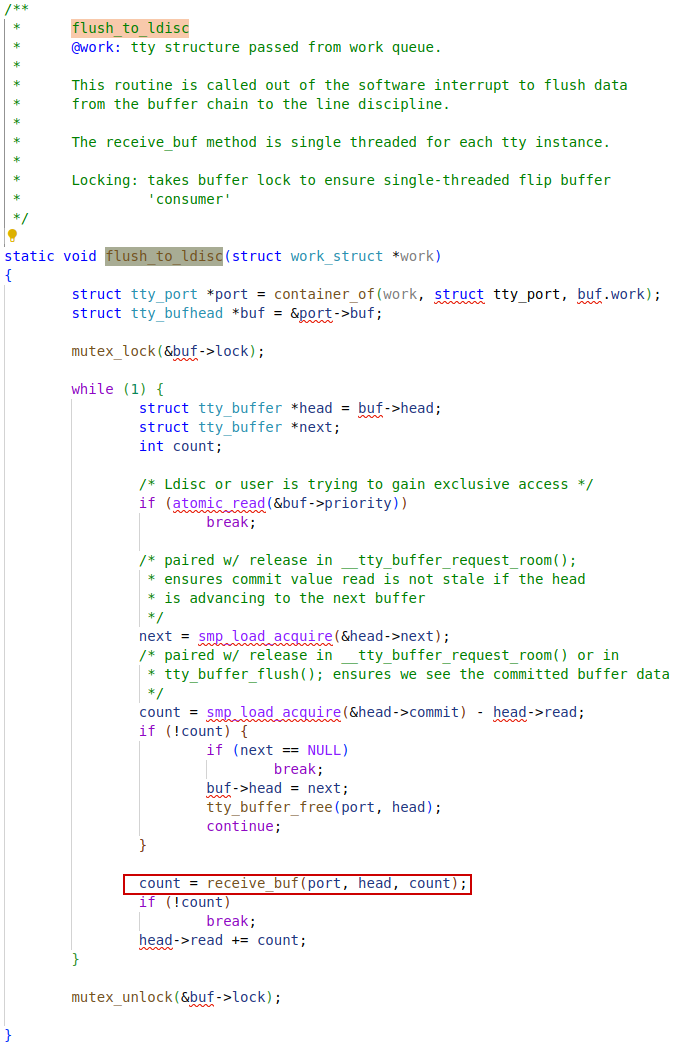 /**
 *	flush_to_ldisc
 *	@work: tty structure passed from work queue.
 *
 *	This routine is called out of the software interrupt to flush data
 *	from the buffer chain to the line discipline.
 *
 *	The receive_buf method is single threaded for each tty instance.
 *
 *	Locking: takes buffer lock to ensure single-threaded flip buffer
 *		 'consumer'
 */
static void flush_to_ldisc(struct work_struct *work)
{
	struct tty_port *port = container_of(work, struct tty_port, buf.work);
	struct tty_bufhead *buf = &port->buf;

	mutex_lock(&buf->lock);

	while (1) {
		struct tty_buffer *head = buf->head;
		struct tty_buffer *next;
		int count;

		/* Ldisc or user is trying to gain exclusive access */
		if (atomic_read(&buf->priority))
			break;

		/* paired w/ release in __tty_buffer_request_room();
		 * ensures commit value read is not stale if the head
		 * is advancing to the next buffer
		 */
		next = smp_load_acquire(&head->next);
		/* paired w/ release in __tty_buffer_request_room() or in
		 * tty_buffer_flush(); ensures we see the committed buffer data
		 */
		count = smp_load_acquire(&head->commit) - head->read;
		if (!count) {
			if (next == NULL)
				break;
			buf->head = next;
			tty_buffer_free(port, head);
			continue;
		}

		count = receive_buf(port, head, count);
		if (!count)
			break;
		head->read += count;
	}

	mutex_unlock(&buf->lock);

}